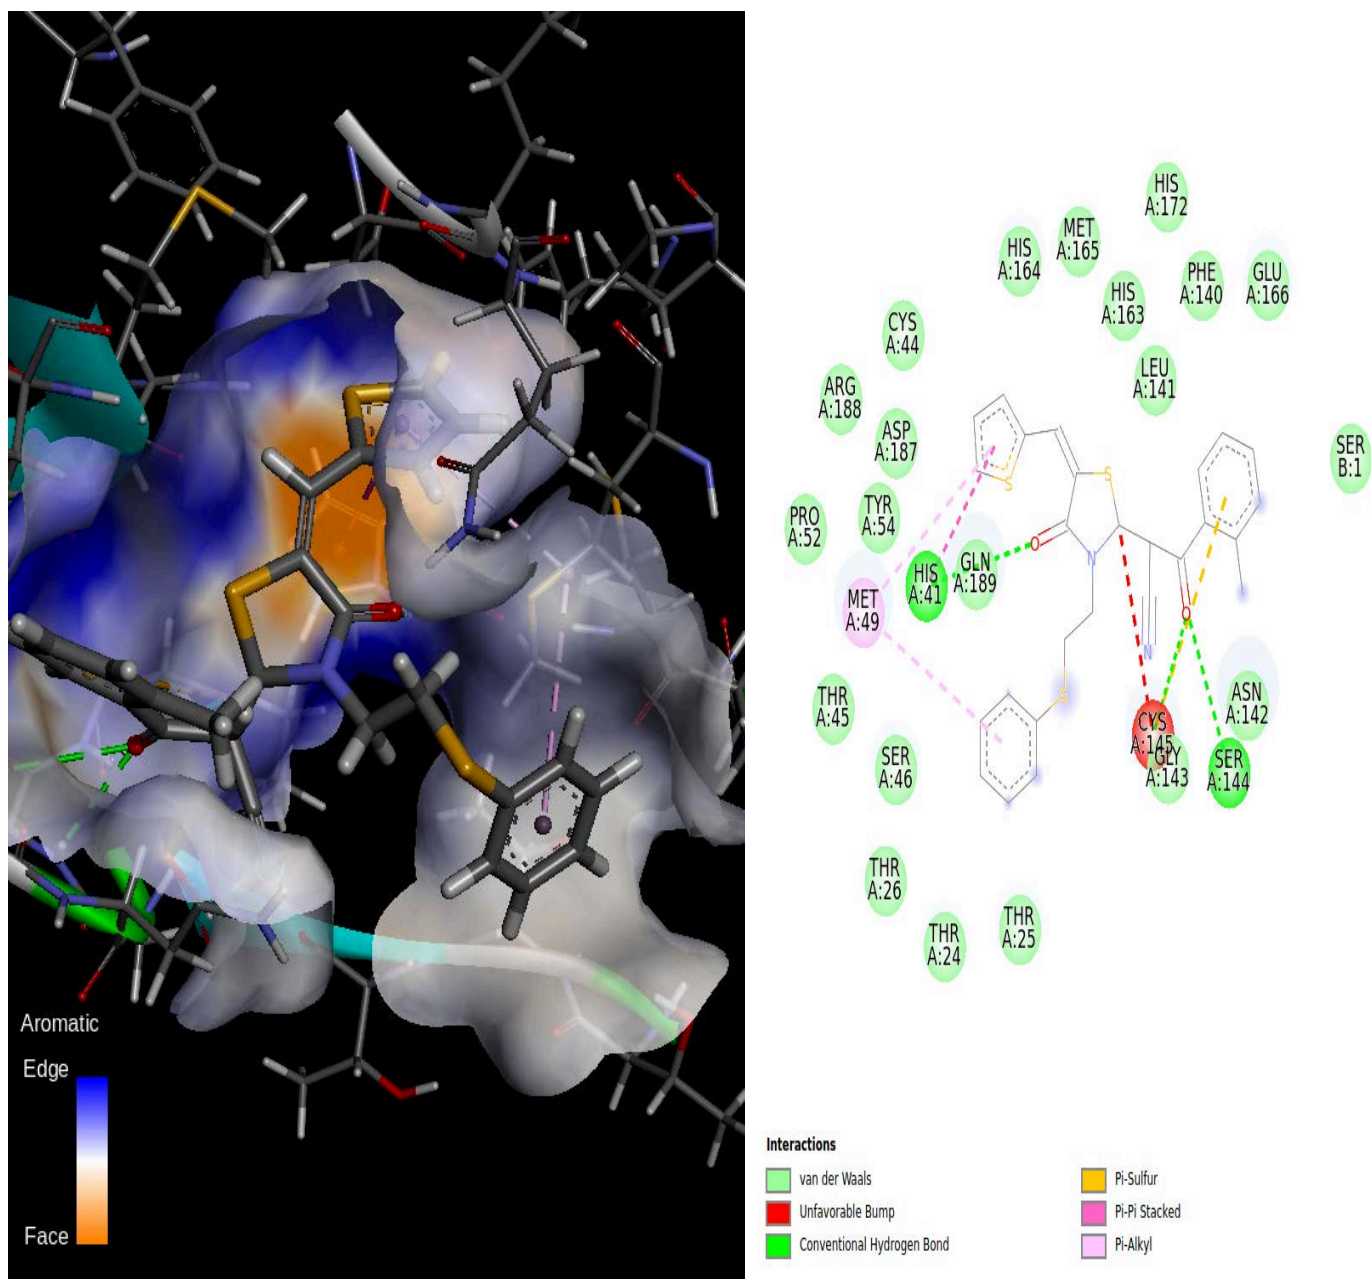 Aromatic
Edge
Face
HIS
A:172
MET
A:165
HIS
A:164
PHE
A:140
GLU
A:166
HIS
A:163
CYS
A:44
LEU
A:141
ARG
A:188
ASP
A:187
SER
B:1
S
S
PRO
A:52
TYR
A:54
O
HIS
A:41
GLN
A:189
N
MET
A:49
O
N
S
THR
A:45
ASN
A:142
CYS
A:145
SER
A:46
GLY
A:143
SER
A:144
THR
A:26
THR
A:24
THR
A:25
Interactions
van der Waals
Unfavorable Bump
Conventional Hydrogen Bond
Pi-Sulfur
Pi-Pi Stacked
Pi-Alkyl